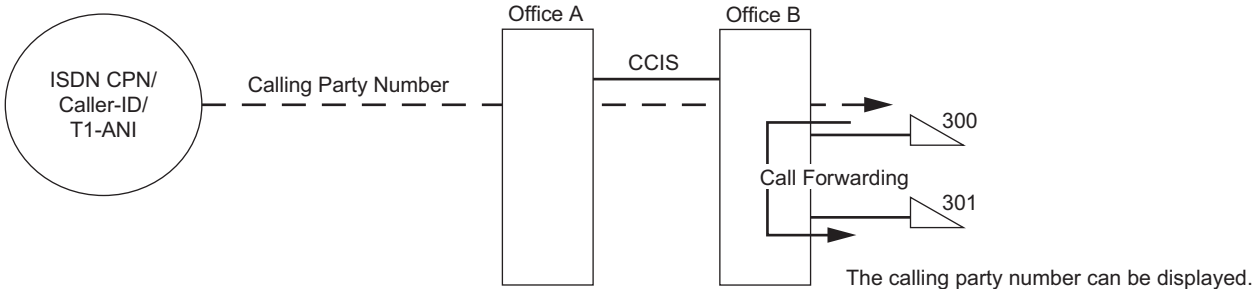 Office A
Office B
ISDN CPN/
Caller-ID/
T1-ANI
Calling Party Number
CCIS
300
Call Forwarding
301
The calling party number can be displayed.